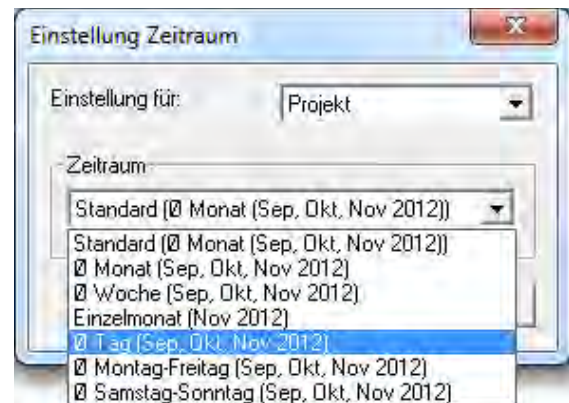 Einstellung Zeitraum
Einstellung für: Projekt
Zeitraum
Standard (Ø Monat (Sep, Okt, Nov 2012))
Standard (Ø Monat (Sep, Okt, Nov 2012))
Ø Monat (Sep, Okt, Nov 2012)
Ø Woche (Sep, Okt, Nov 2012)
Einzelmonat (Nov 2012)
Ø Tag (Sep, Okt, Nov 2012)
Ø Montag-Freitag (Sep, Okt, Nov 2012)
Ø Samstag-Sonntag (Sep, Okt, Nov 2012)